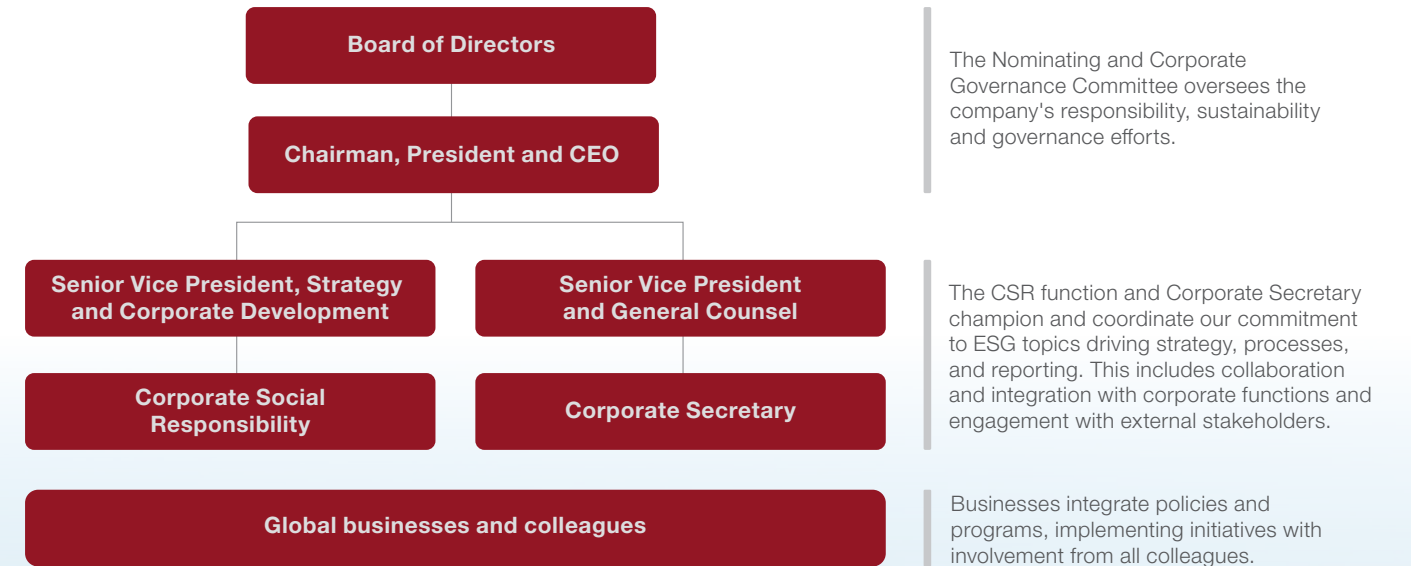 Board of Directors
The Nominating and Corporate
Governance Committee oversees the
company's responsibility, sustainability
and governance efforts.
Chairman, President and CEO
Senior Vice President, Strategy
and Corporate Development
Senior Vice President
and General Counsel
The CSR function and Corporate Secretary
champion and coordinate our commitment
to ESG topics driving strategy, processes,
and reporting. This includes collaboration
and integration with corporate functions and
engagement with external stakeholders.
Corporate Social
Responsibility
Corporate Secretary
Global businesses and colleagues
Businesses integrate policies and
programs, implementing initiatives with
involvement from all colleagues.